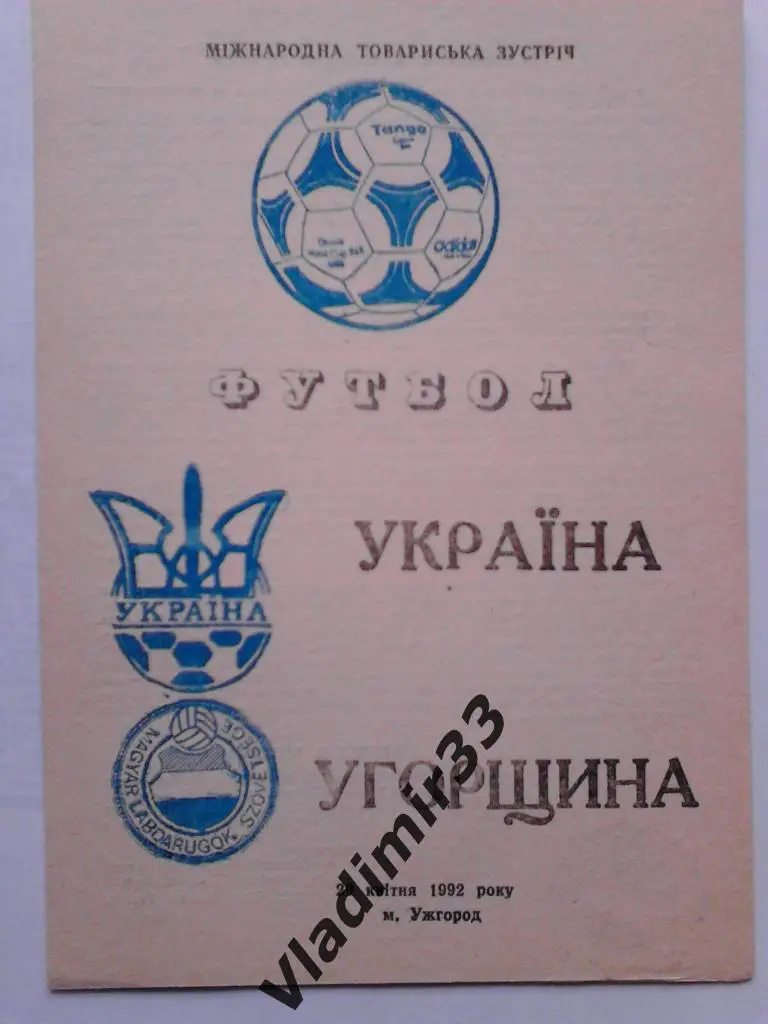 МІЖНАРОДНА ТОВАРИСЬКА ЗУСТРІЧ
Tango
adidas
ФУТБОЛ
УКРАЇНА
УКРАЇНА
MAGYAR LABDARUGÓK SZÖVETSÉGE
УГОРЩИНА
квітня 1992 року
м, Ужгород
Vladimir33